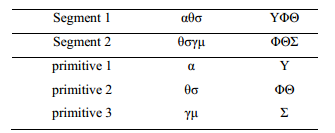 Segment 1 αθσ ΥΦΘ
Segment 2 θσγμ ΦΘΣ
primitive 1 α Υ
primitive 2 θσ ΦΘ
primitive 3 γμ Σ